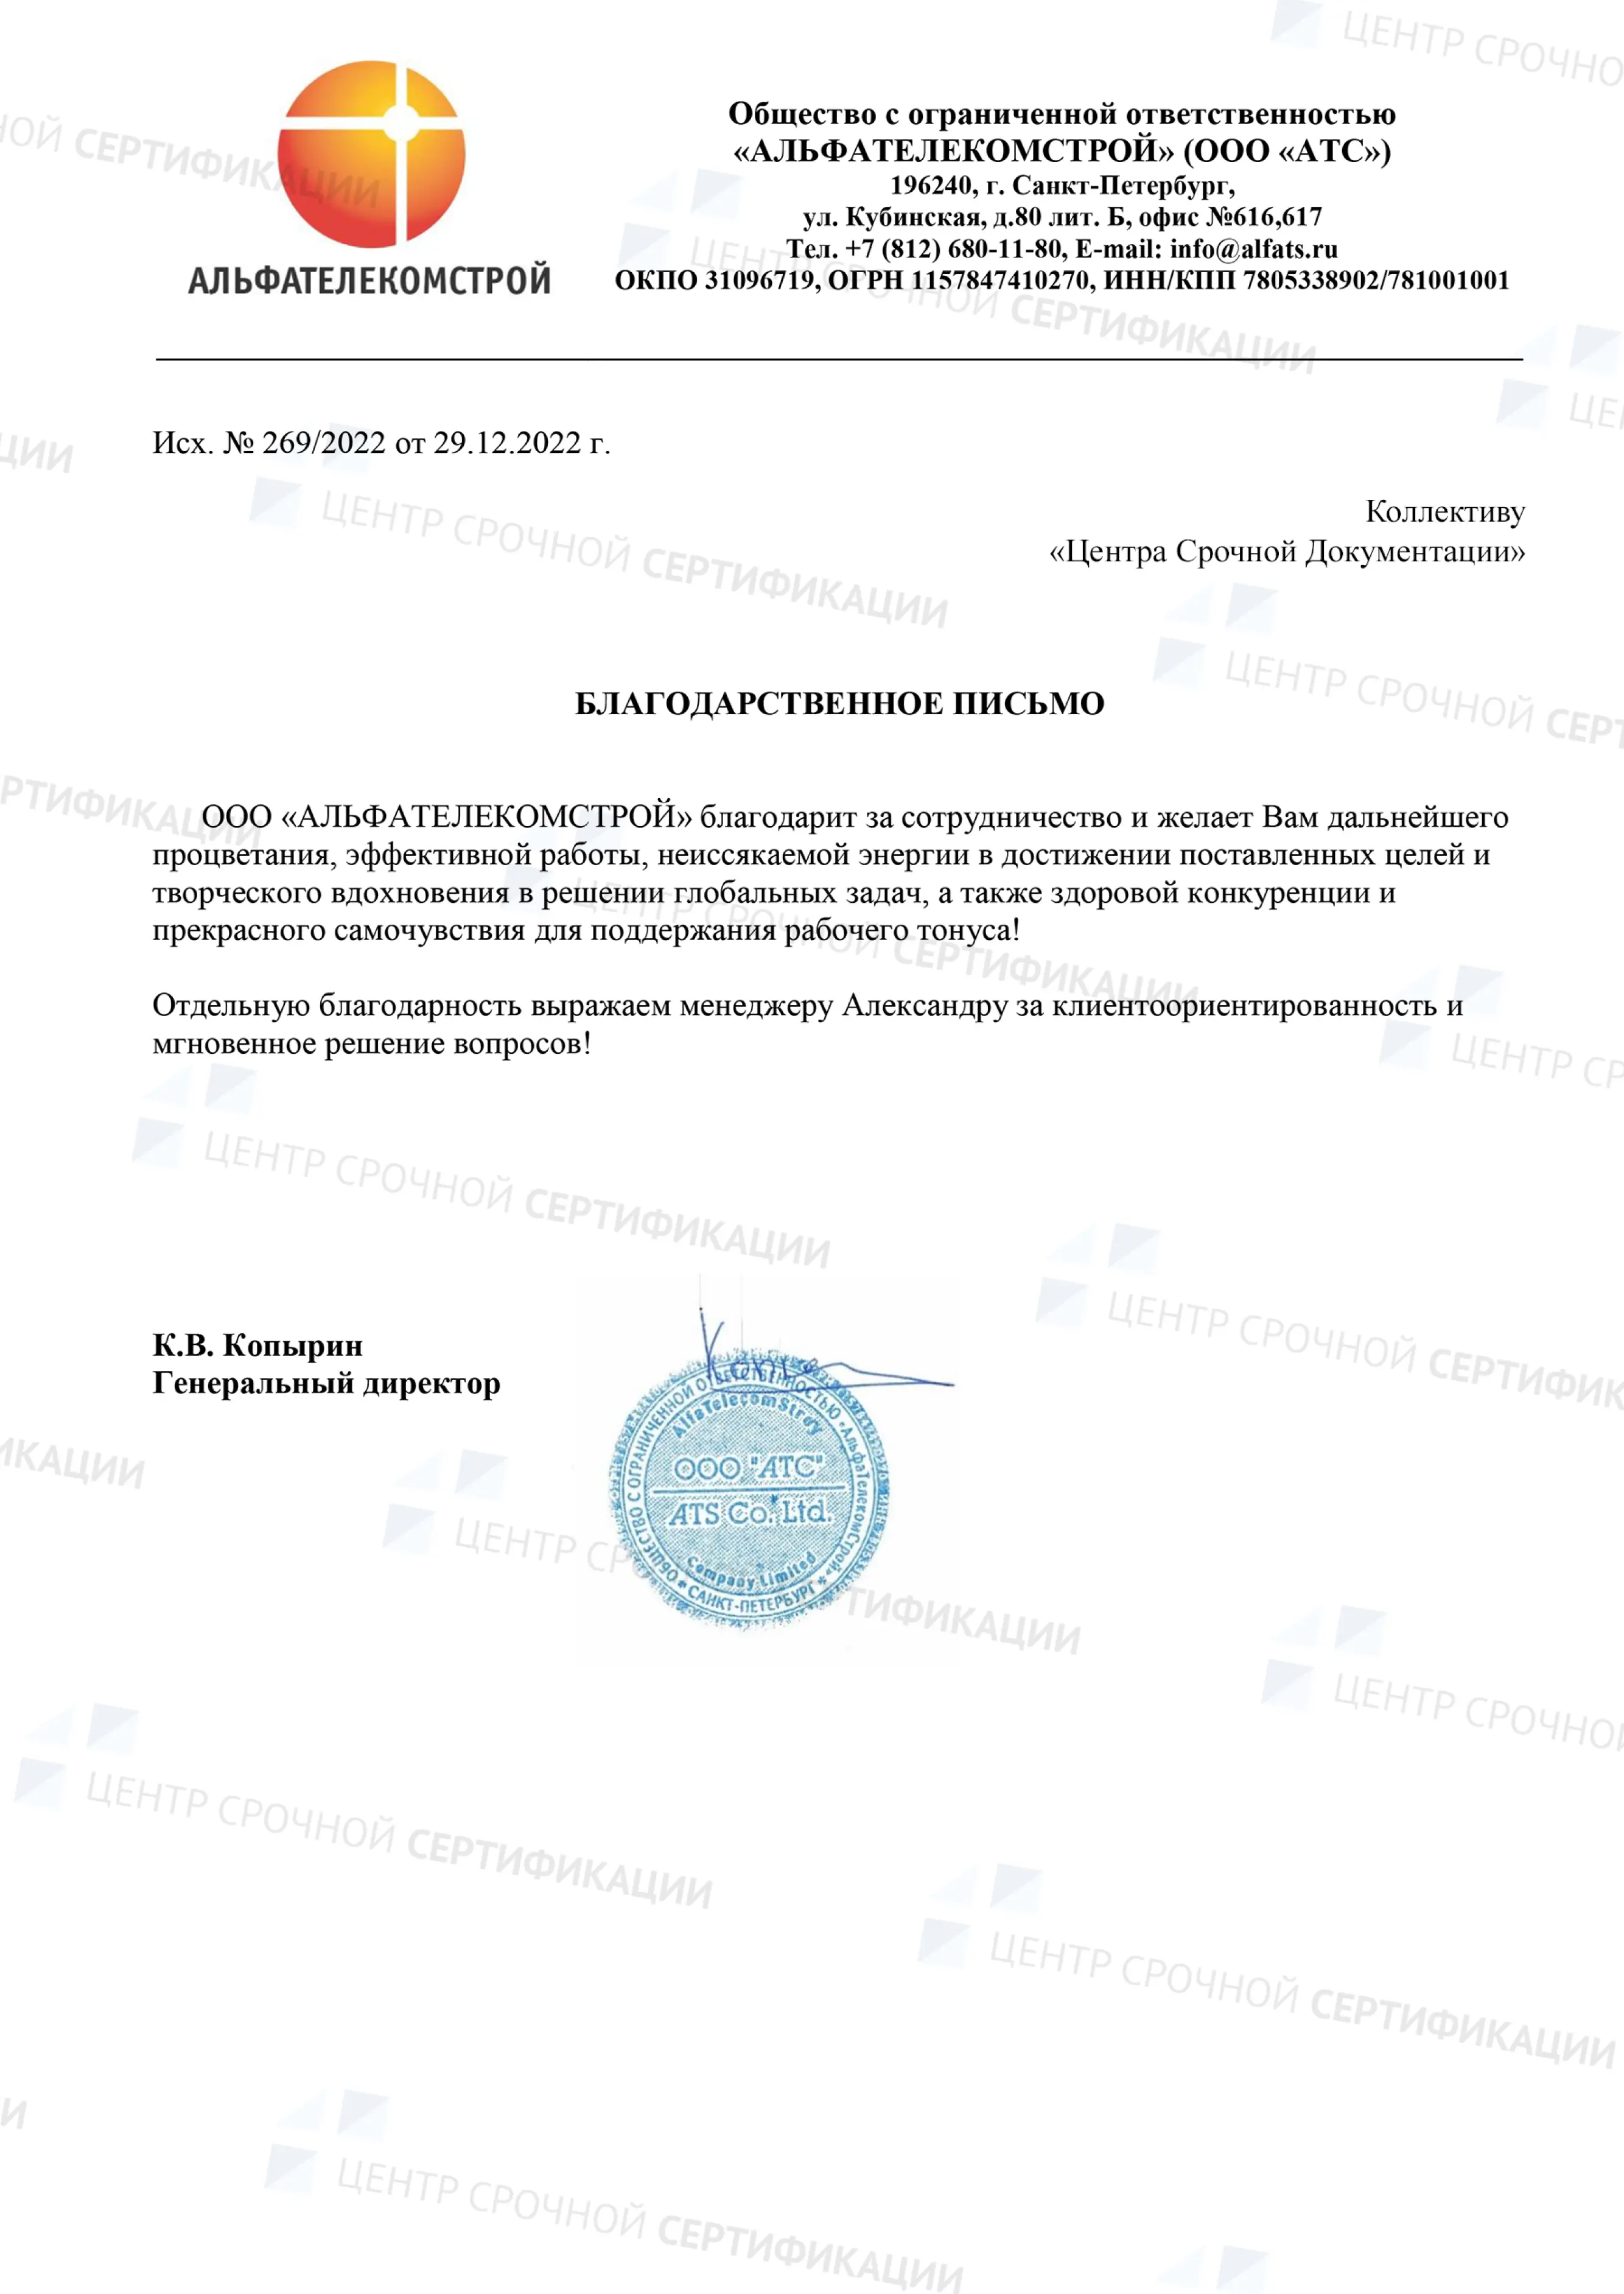 АЛЬФАТЕЛЕКОМСТРОЙ
Общество с ограниченной ответственностью
«АЛЬФАТЕЛЕКОМСТРОЙ» (ООО «АТС»)
196240, г. Санкт-Петербург,
ул. Кубинская, д.80 лит. Б, офис №616,617
Тел. +7 (812) 680-11-80, E-mail: info@alfats.ru
ОКПО 31096719, ОГРН 1157847410270, ИНН/КПП 7805338902/781001001
Исх. № 269/2022 от 29.12.2022 г.
Коллективу
«Центра Срочной Документации»
БЛАГОДАРСТВЕННОЕ ПИСЬМО
ООО «АЛЬФАТЕЛЕКОМСТРОЙ» благодарит за сотрудничество и желает Вам дальнейшего
процветания, эффективной работы, неиссякаемой энергии в достижении поставленных целей и
творческого вдохновения в решении глобальных задач, а также здоровой конкуренции и
прекрасного самочувствия для поддержания рабочего тонуса!
Отдельную благодарность выражаем менеджеру Александру за клиентоориентированность и
мгновенное решение вопросов!
К.В. Копырин
Генеральный директор
ОБЩЕСТВО С ОГРАНИЧЕННОЙ ОТВЕТСТВЕННОСТЬЮ «АльфаТелекомСтрой»
AlfaTelecomStroy
ООО "АТС"
ATS Co. Ltd.
Company Limited
* САНКТ-ПЕТЕРБУРГ *
ЦЕНТР СРОЧНОЙ СЕРТИФИКАЦИИ